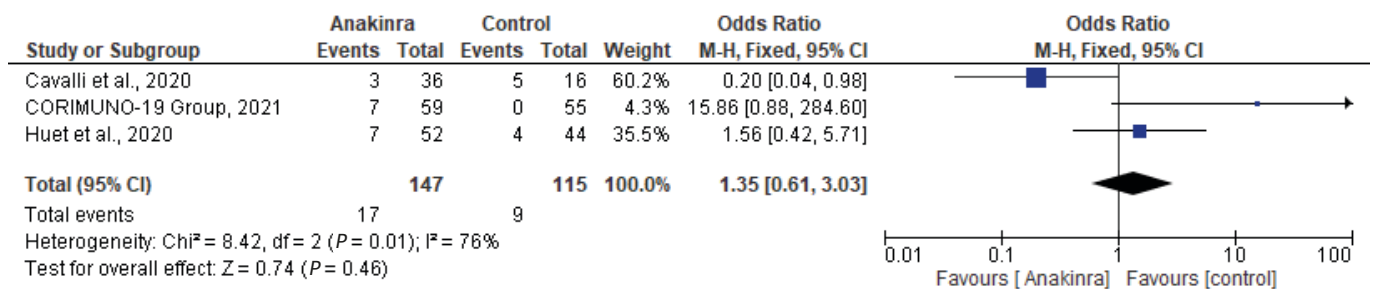 Anakinra Control Odds Ratio Odds Ratio
Study or Subgroup Events Total Events Total Weight M-H, Fixed, 95% CI M-H, Fixed, 95% CI
Cavalli et al., 2020 3 36 5 16 60.2% 0.20 [0.04, 0.98]
CORIMUNO-19 Group, 2021 7 59 0 55 4.3% 15.86 [0.88, 284.60]
Huet et al., 2020 7 52 4 44 35.5% 1.56 [0.42, 5.71]
Total (95% CI) 147 115 100.0% 1.35 [0.61, 3.03]
Total events 17 9
Heterogeneity: Chi² = 8.42, df = 2 (P = 0.01); I² = 76%
Test for overall effect: Z = 0.74 (P = 0.46)
0.01 0.1 1 10 100
Favours [ Anakinra] Favours [control]